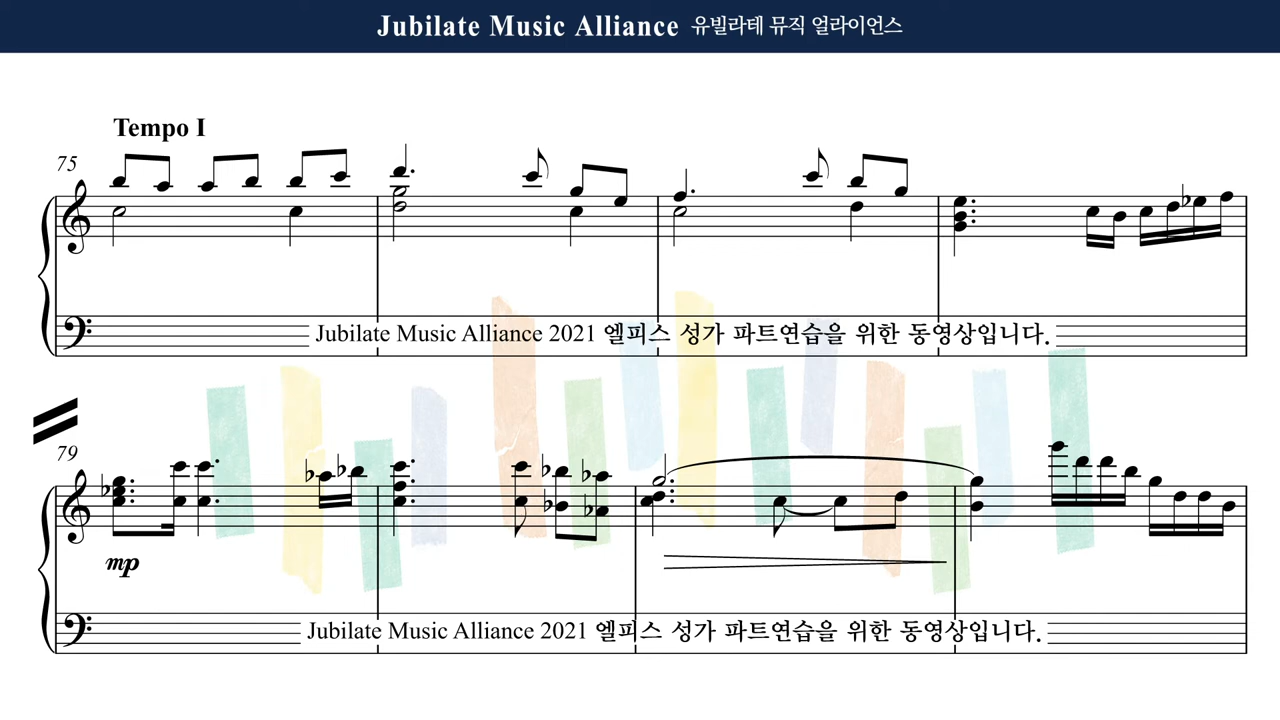 Jubilate Music Alliance 유빌라테 뮤직 얼라이언스
Tempo I
75
Jubilate Music Alliance 2021 엘피스 성가 파트연습을 위한 동영상입니다.
79
mp
Jubilate Music Alliance 2021 엘피스 성가 파트연습을 위한 동영상입니다.